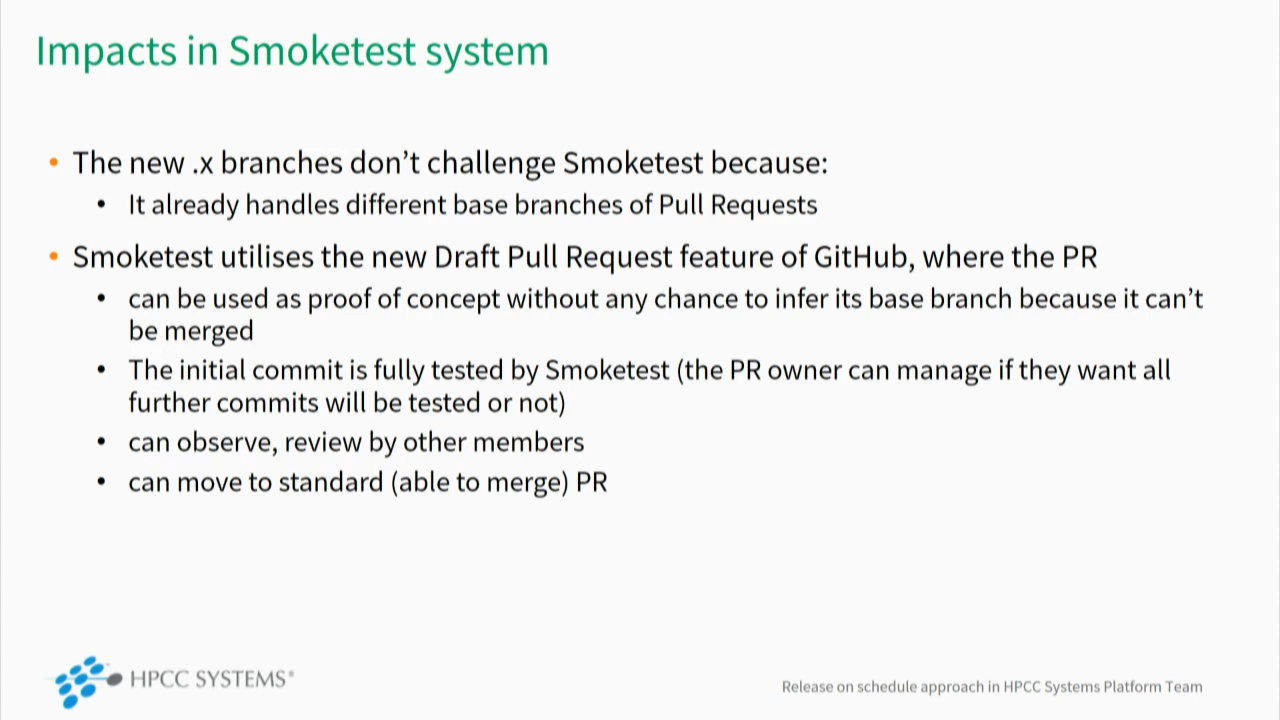 Impacts in Smoketest system
• The new .x branches don’t challenge Smoketest because:
• It already handles different base branches of Pull Requests
• Smoketest utilises the new Draft Pull Request feature of GitHub, where the PR
• can be used as proof of concept without any chance to infer its base branch because it can’t
be merged
• The initial commit is fully tested by Smoketest (the PR owner can manage if they want all
further commits will be tested or not)
• can observe, review by other members
• can move to standard (able to merge) PR
HPCC SYSTEMS®
Release on schedule approach in HPCC Systems Platform Team